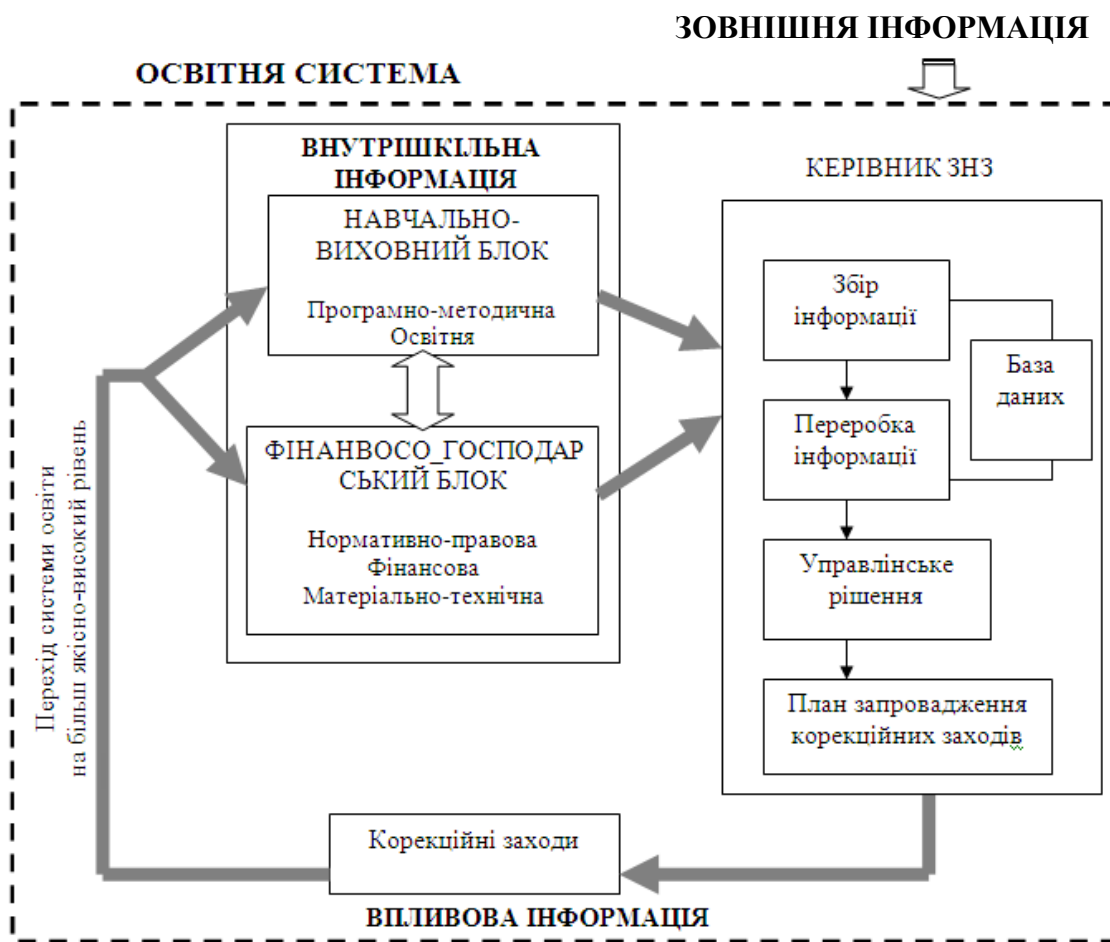 ЗОВНІШНЯ ІНФОРМАЦІЯ
ОСВІТНЯ СИСТЕМА
ВНУТРІШКІЛЬНА
ІНФОРМАЦІЯ
НАВЧАЛЬНО-
ВИХОВНИЙ БЛОК
Програмно-методична
Освітня
ФІНАНВОСО_ГОСПОДАР
СЬКИЙ БЛОК
Нормативно-правова
Фінансова
Матеріально-технічна
КЕРІВНИК ЗНЗ
Збір
інформації
База
даних
Переробка
інформації
Управлінське
рішення
План запровадження
корекційних заходів
Перехід системи освіти
на більш якісно-високий рівень
Корекційні заходи
ВПЛИВОВА ІНФОРМАЦІЯ